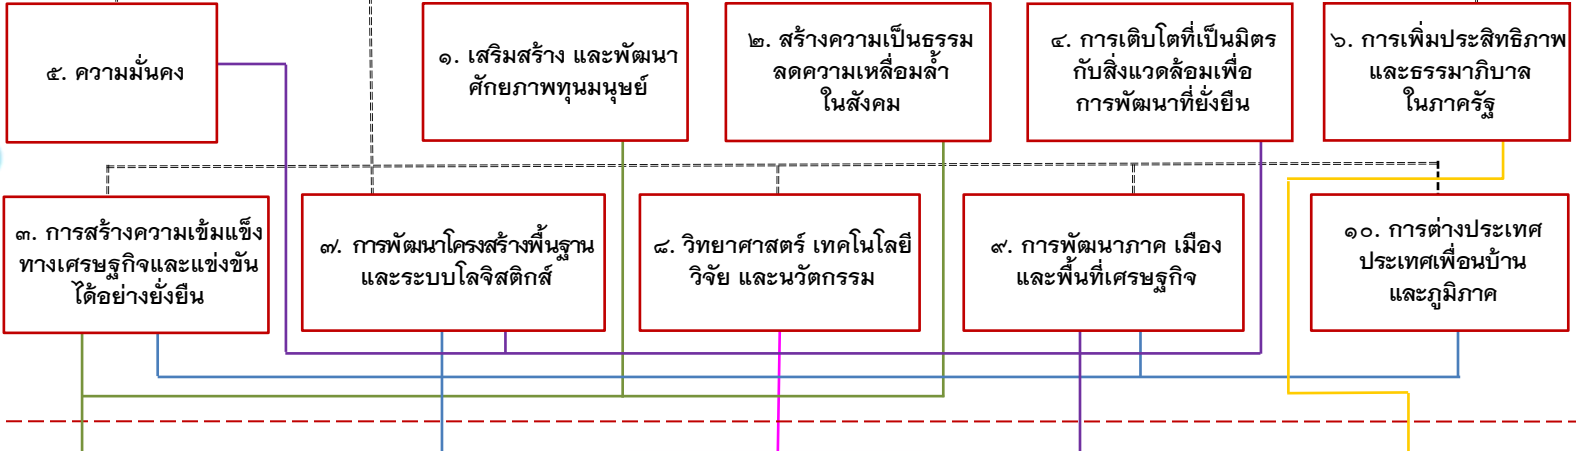 ๕. ความมั่นคง
๑. เสริมสร้าง และพัฒนา
ศักยภาพทุนมนุษย์
๒. สร้างความเป็นธรรม
ลดความเหลื่อมล้ำ
ในสังคม
๔. การเติบโตที่เป็นมิตร
กับสิ่งแวดล้อมเพื่อ
การพัฒนาที่ยั่งยืน
๖. การเพิ่มประสิทธิภาพ
และธรรมาภิบาล
ในภาครัฐ
๓. การสร้างความเข้มแข็ง
ทางเศรษฐกิจและแข่งขัน
ได้อย่างยั่งยืน
๗. การพัฒนาโครงสร้างพื้นฐาน
และระบบโลจิสติกส์
๘. วิทยาศาสตร์ เทคโนโลยี
วิจัย และนวัตกรรม
๙. การพัฒนาภาค เมือง
และพื้นที่เศรษฐกิจ
๑๐. การต่างประเทศ
ประเทศเพื่อนบ้าน
และภูมิภาค